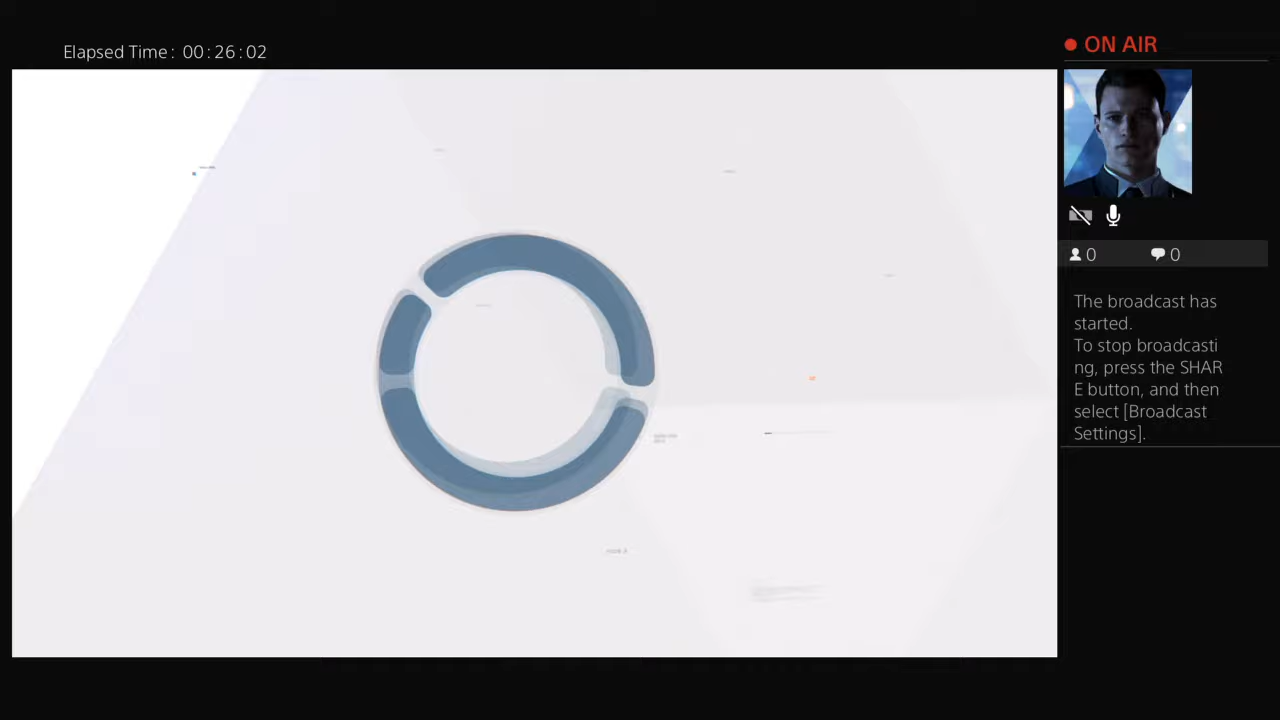 Elapsed Time: 00:26:02
ON AIR
0
0
The broadcast has
started.
To stop broadcasti
ng, press the SHAR
E button, and then
select [Broadcast
Settings].